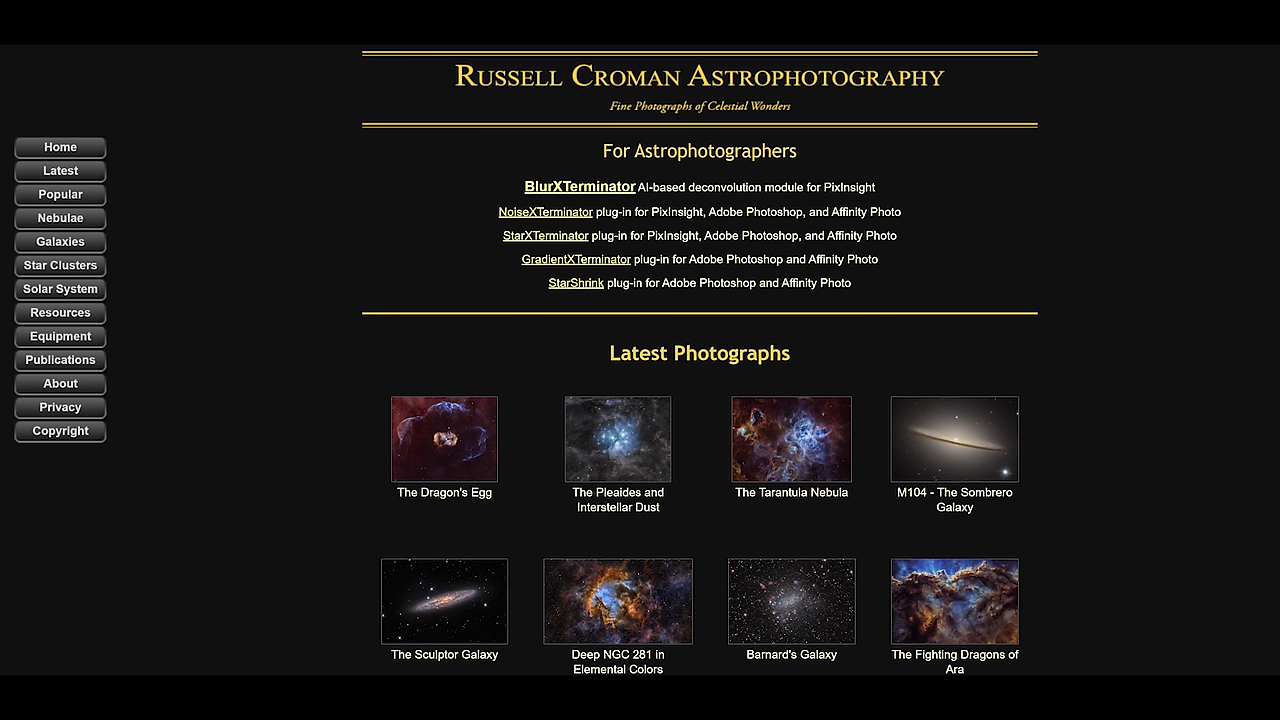 Russell Croman Astrophotography
Fine Photographs of Celestial Wonders
Home
Latest
Popular
Nebulae
Galaxies
Star Clusters
Solar System
Resources
Equipment
Publications
About
Privacy
Copyright
For Astrophotographers
BlurXTerminator AI-based deconvolution module for PixInsight
NoiseXTerminator plug-in for PixInsight, Adobe Photoshop, and Affinity Photo
StarXTerminator plug-in for PixInsight, Adobe Photoshop, and Affinity Photo
GradientXTerminator plug-in for Adobe Photoshop and Affinity Photo
StarShrink plug-in for Adobe Photoshop and Affinity Photo
Latest Photographs
The Dragon's Egg
The Pleaides and
Interstellar Dust
The Tarantula Nebula
M104 - The Sombrero
Galaxy
The Sculptor Galaxy
Deep NGC 281 in
Elemental Colors
Barnard's Galaxy
The Fighting Dragons of
Ara